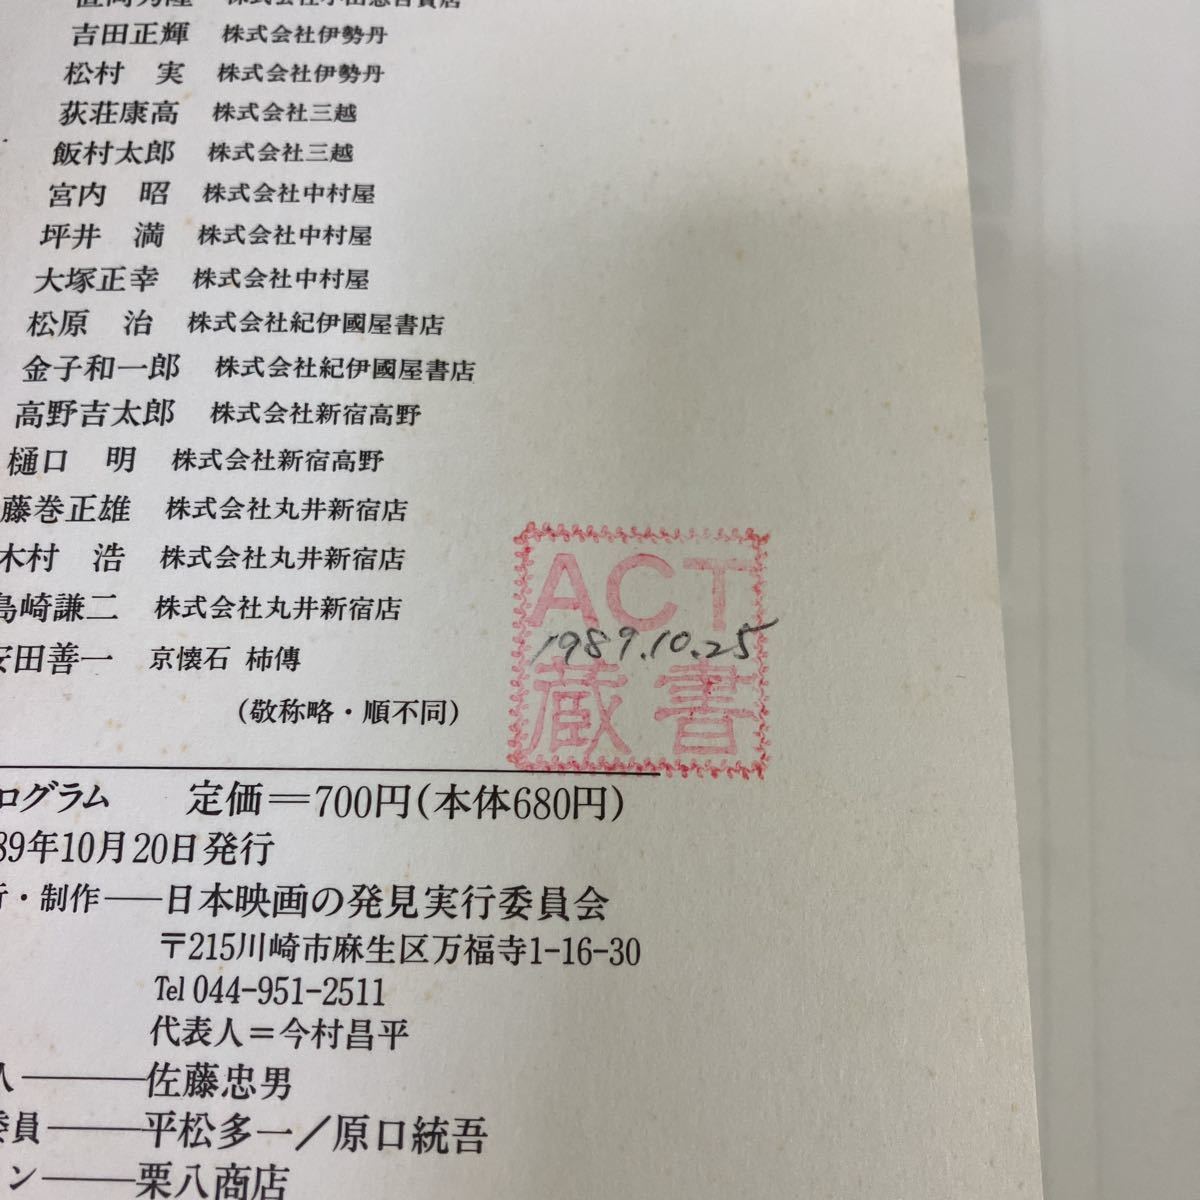 吉田正輝 株式会社伊勢丹
松村 実 株式会社伊勢丹
荻荘康高 株式会社三越
飯村太郎 株式会社三越
宮内 昭 株式会社中村屋
坪井 満 株式会社中村屋
大塚正幸 株式会社中村屋
松原 治 株式会社紀伊國屋書店
金子和一郎 株式会社紀伊國屋書店
高野吉太郎 株式会社新宿高野
樋口 明 株式会社新宿高野
藤巻正雄 株式会社丸井新宿店
木村 浩 株式会社丸井新宿店
島崎謙二 株式会社丸井新宿店
安田善一 京懐石 柿傳
(敬称略・順不同)
ACT
1989.10.25
蔵書
ログラム 定価=700円(本体680円)
89年10月20日発行
・制作――日本映画の発見実行委員会
〒215川崎市麻生区万福寺1-16-30
Tel 044-951-2511
代表人=今村昌平
人―――佐藤忠男
委員―――平松多一/原口統吾
ン―――栗八商店